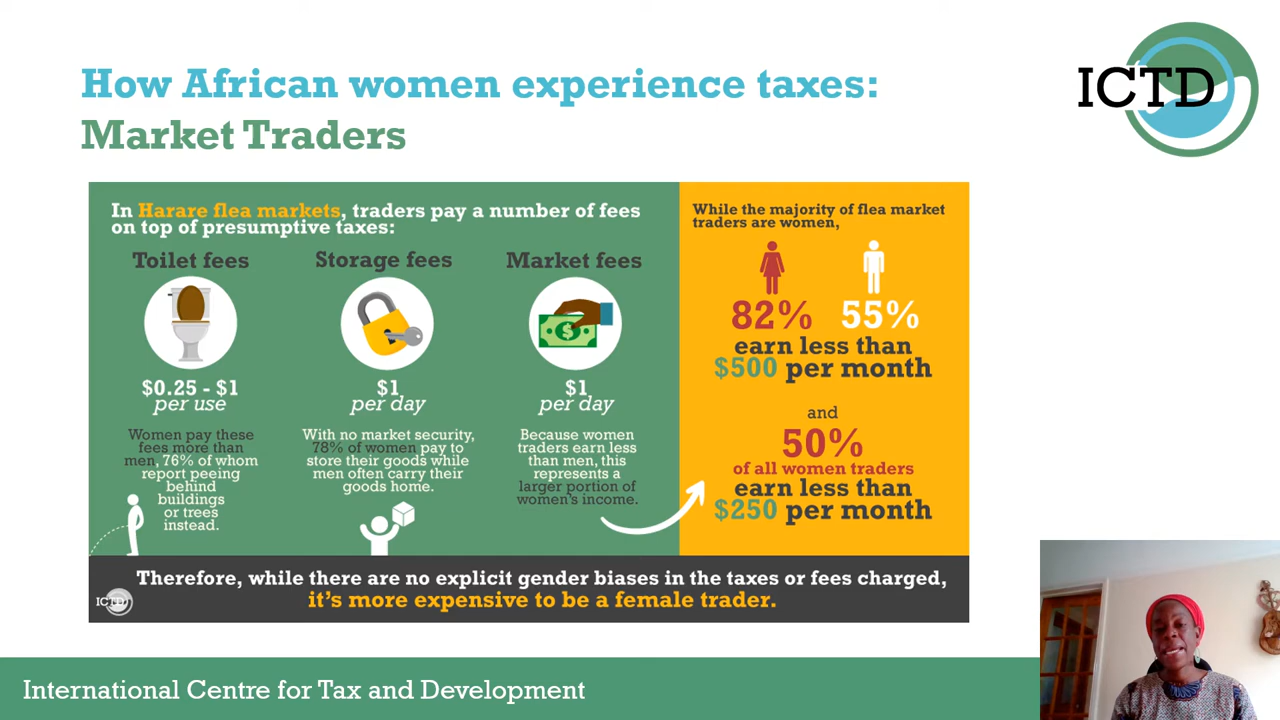 How African women experience taxes:
Market Traders
ICTD
In Harare flea markets, traders pay a number of fees
on top of presumptive taxes:
Toilet fees
$0.25 - $1
per use
Women pay these
fees more than
men, 76% of whom
report peeing
behind
buildings
or trees
instead.
Storage fees
$1
per day
With no market security,
78% of women pay to
store their goods while
men often carry their
goods home.
Market fees
$
$1
per day
Because women
traders earn less
than men, this
represents a
larger portion of
women's income.
While the majority of flea market
traders are women,
82% 55%
earn less than
$500 per month
and
50%
of all women traders
earn less than
$250 per month
Therefore, while there are no explicit gender biases in the taxes or fees charged,
it's more expensive to be a female trader.
ICTD
International Centre for Tax and Development